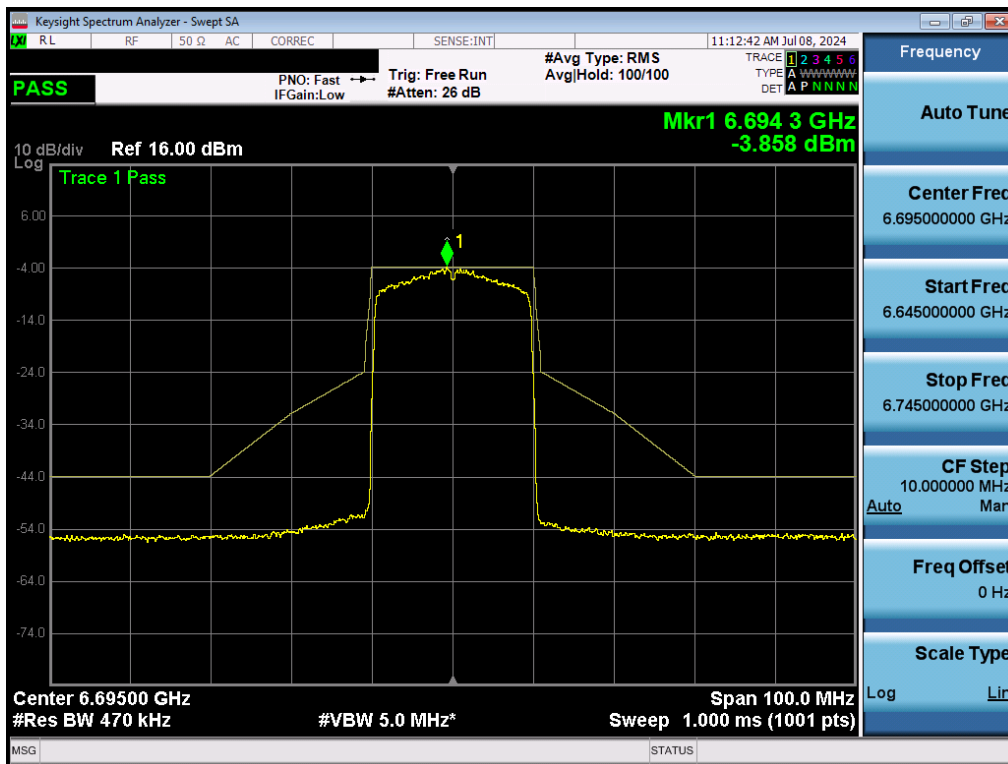 Keysight Spectrum Analyzer - Swept SA
LXI RL RF 50 Ω AC CORREC SENSE:INT 11:12:42 AM Jul 08, 2024
PASS
PNO: Fast
IFGain:Low
Trig: Free Run
#Atten: 26 dB
#Avg Type: RMS
Avg|Hold: 100/100
TRACE 1 2 3 4 5 6
TYPE A WWWWW
DET A P N N N N
Mkr1 6.694 3 GHz
-3.858 dBm
10 dB/div Ref 16.00 dBm
Log
Trace 1 Pass
1
6.00
-4.00
-14.0
-24.0
-34.0
-44.0
-54.0
-64.0
-74.0
Center 6.69500 GHz Span 100.0 MHz
#Res BW 470 kHz #VBW 5.0 MHz* Sweep 1.000 ms (1001 pts)
MSG STATUS
Frequency
Auto Tune
Center Freq
6.695000000 GHz
Start Freq
6.645000000 GHz
Stop Freq
6.745000000 GHz
CF Step
10.000000 MHz
Auto Man
Freq Offset
0 Hz
Scale Type
Log Lin